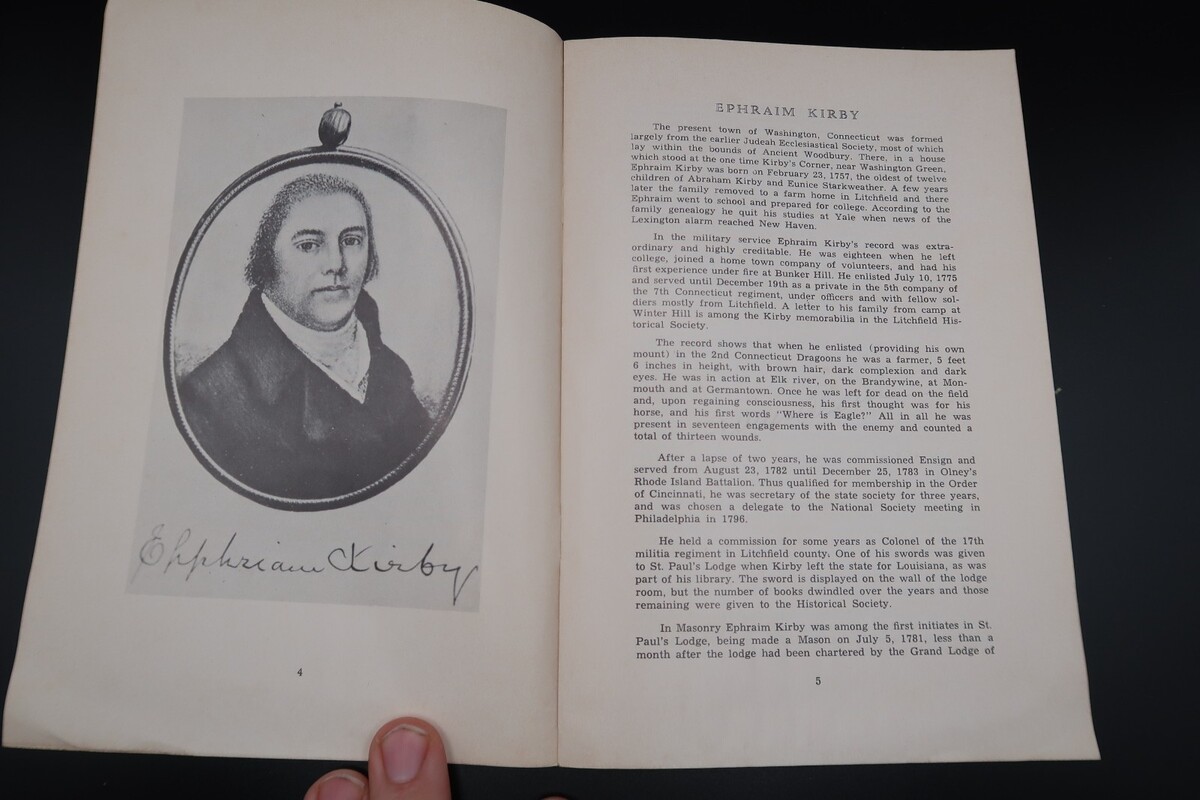 Ephphriam Kirby
4
EPHRAIM KIRBY
The present town of Washington, Connecticut was formed
largely from the earlier Judeah Ecclesiastical Society, most of which
lay within the bounds of Ancient Woodbury. There, in a house
which stood at the one time Kirby's Corner, near Washington Green,
Ephraim Kirby was born on February 23, 1757, the oldest of twelve
children of Abraham Kirby and Eunice Starkweather. A few years
later the family removed to a farm home in Litchfield and there
Ephraim went to school and prepared for college. According to the
family genealogy he quit his studies at Yale when news of the
Lexington alarm reached New Haven.
In the military service Ephraim Kirby's record was extra-
ordinary and highly creditable. He was eighteen when he left
college, joined a home town company of volunteers, and had his
first experience under fire at Bunker Hill. He enlisted July 10, 1775
and served until December 19th as a private in the 5th company of
the 7th Connecticut regiment, under officers and with fellow sol-
diers mostly from Litchfield. A letter to his family from camp at
Winter Hill is among the Kirby memorabilia in the Litchfield His-
torical Society.
The record shows that when he enlisted (providing his own
mount) in the 2nd Connecticut Dragoons he was a farmer, 5 feet
6 inches in height, with brown hair, dark complexion and dark
eyes. He was in action at Elk river, on the Brandywine, at Mon-
mouth and at Germantown. Once he was left for dead on the field
and, upon regaining consciousness, his first thought was for his
horse, and his first words "Where is Eagle?" All in all he was
present in seventeen engagements with the enemy and counted a
total of thirteen wounds.
After a lapse of two years, he was commissioned Ensign and
served from August 23, 1782 until December 25, 1783 in Olney's
Rhode Island Battalion. Thus qualified for membership in the Order
of Cincinnati, he was secretary of the state society for three years,
and was chosen a delegate to the National Society meeting in
Philadelphia in 1796.
He held a commission for some years as Colonel of the 17th
militia regiment in Litchfield county. One of his swords was given
to St. Paul's Lodge when Kirby left the state for Louisiana, as was
part of his library. The sword is displayed on the wall of the lodge
room, but the number of books dwindled over the years and those
remaining were given to the Historical Society.
In Masonry Ephraim Kirby was among the first initiates in St.
Paul's Lodge, being made a Mason on July 5, 1781, less than a
month after the lodge had been chartered by the Grand Lodge of
5